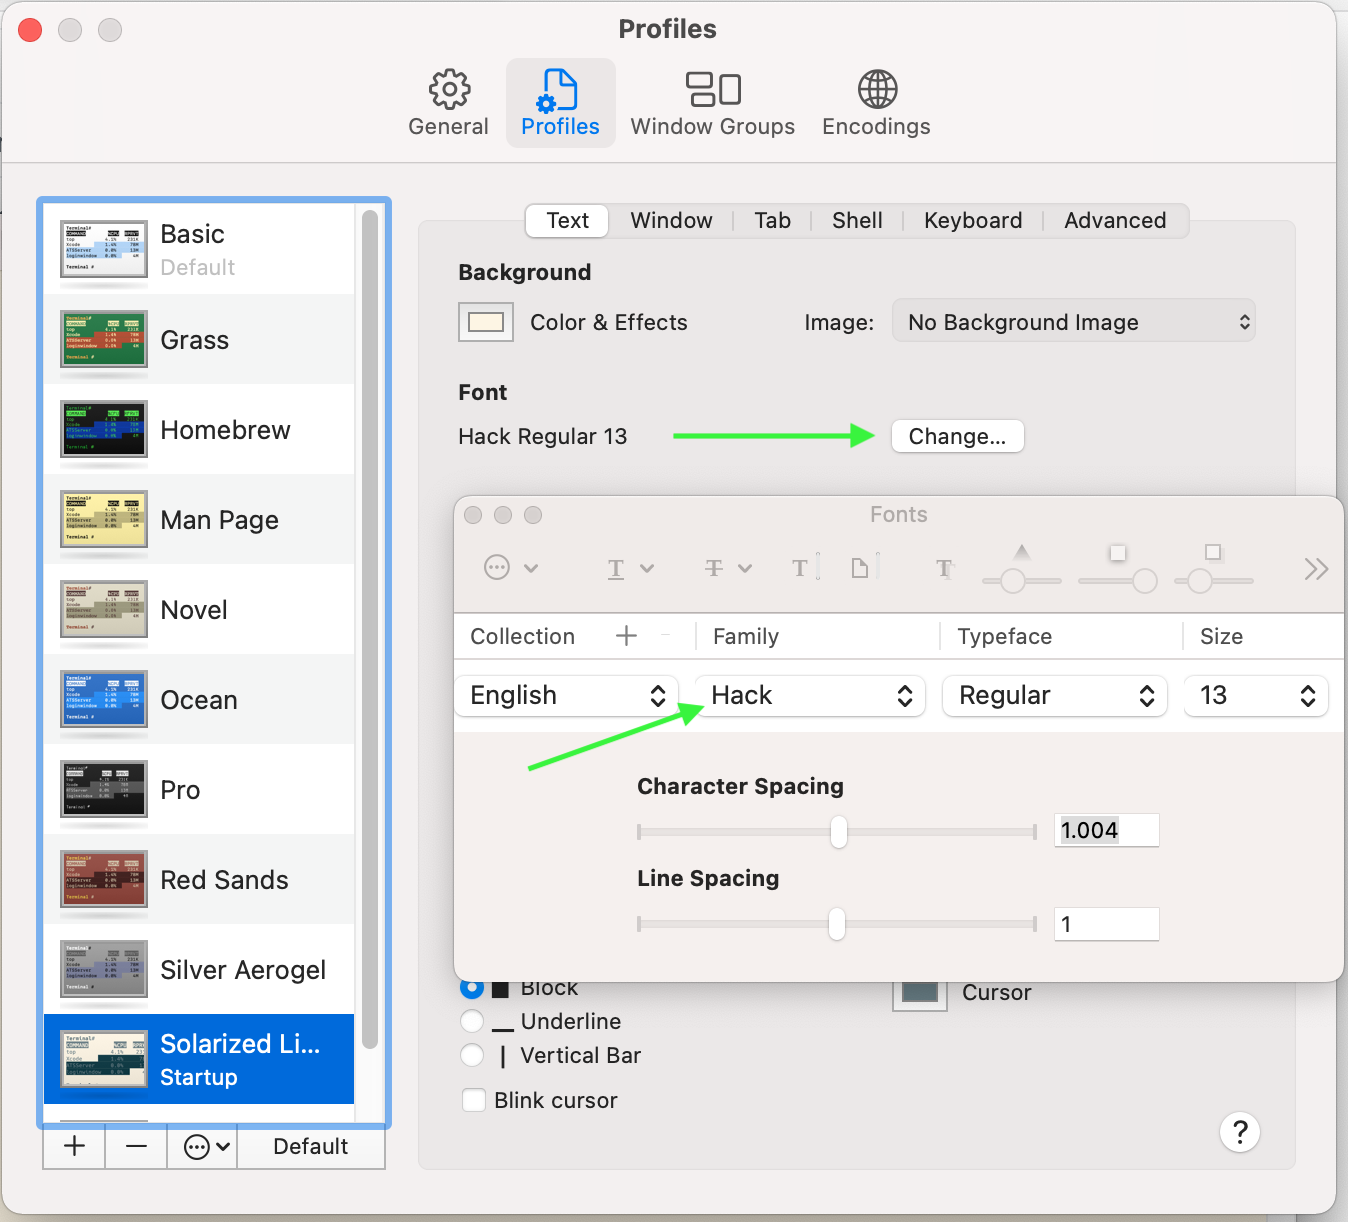 Profiles
General
Profiles
Window Groups
Encodings
Basic
Default
Grass
Homebrew
Man Page
Novel
Ocean
Pro
Red Sands
Silver Aerogel
Solarized Li...
Startup
Default
Text
Window
Tab
Shell
Keyboard
Advanced
Background
Color & Effects
Image:
No Background Image
Font
Hack Regular 13
Change...
Fonts
Collection
Family
Typeface
Size
English
Hack
Regular
13
Character Spacing
1.004
Line Spacing
1
Block
Cursor
Underline
Vertical Bar
Blink cursor
?